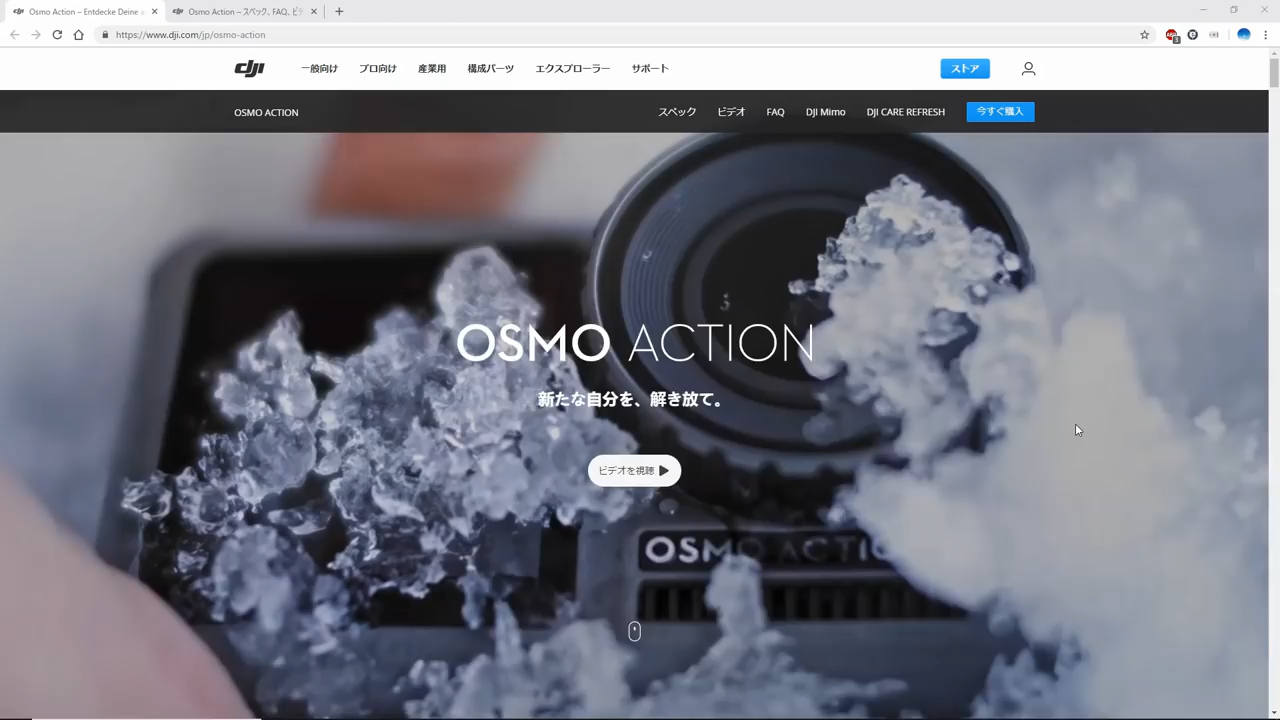 Osmo Action – Entdecke Deine
Osmo Action – スペック、FAQ、ビデ
https://www.dji.com/jp/osmo-action
dji
一般向け
プロ向け
産業用
構成パーツ
エクスプローラー
サポート
ストア
OSMO ACTION
スペック
ビデオ
FAQ
DJI Mimo
DJI CARE REFRESH
今すぐ購入
OSMO ACTION
新たな自分を、解き放て。
ビデオを視聴
OSMO ACTIO